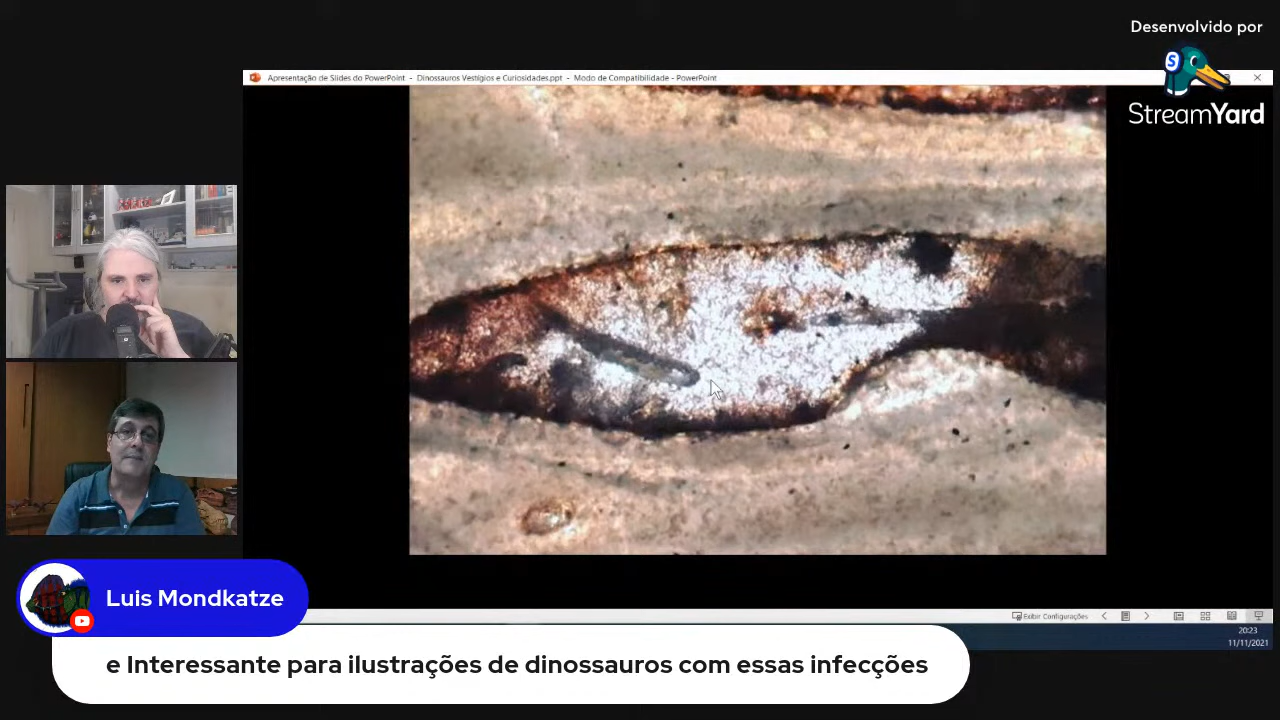 Desenvolvido por
StreamYard
Apresentação de Slides do PowerPoint - Dinossauros Vestígios e Curiosidades.ppt - Modo de Compatibilidade - PowerPoint
Exibir Configurações
20:23
11/11/2021
Luis Mondkatze
e Interessante para ilustrações de dinossauros com essas infecções